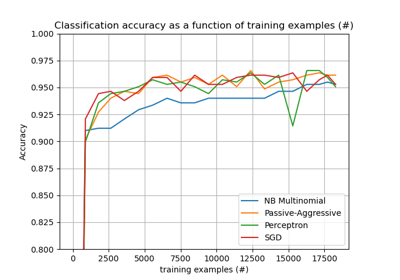 Classification accuracy as a function of training examples (#)
1.000
0.975
0.950
0.925
0.900
0.875
0.850
0.825
0.800
Accuracy
NB Multinomial
Passive-Aggressive
Perceptron
SGD
0
2500
5000
7500
10000
12500
15000
17500
training examples (#)